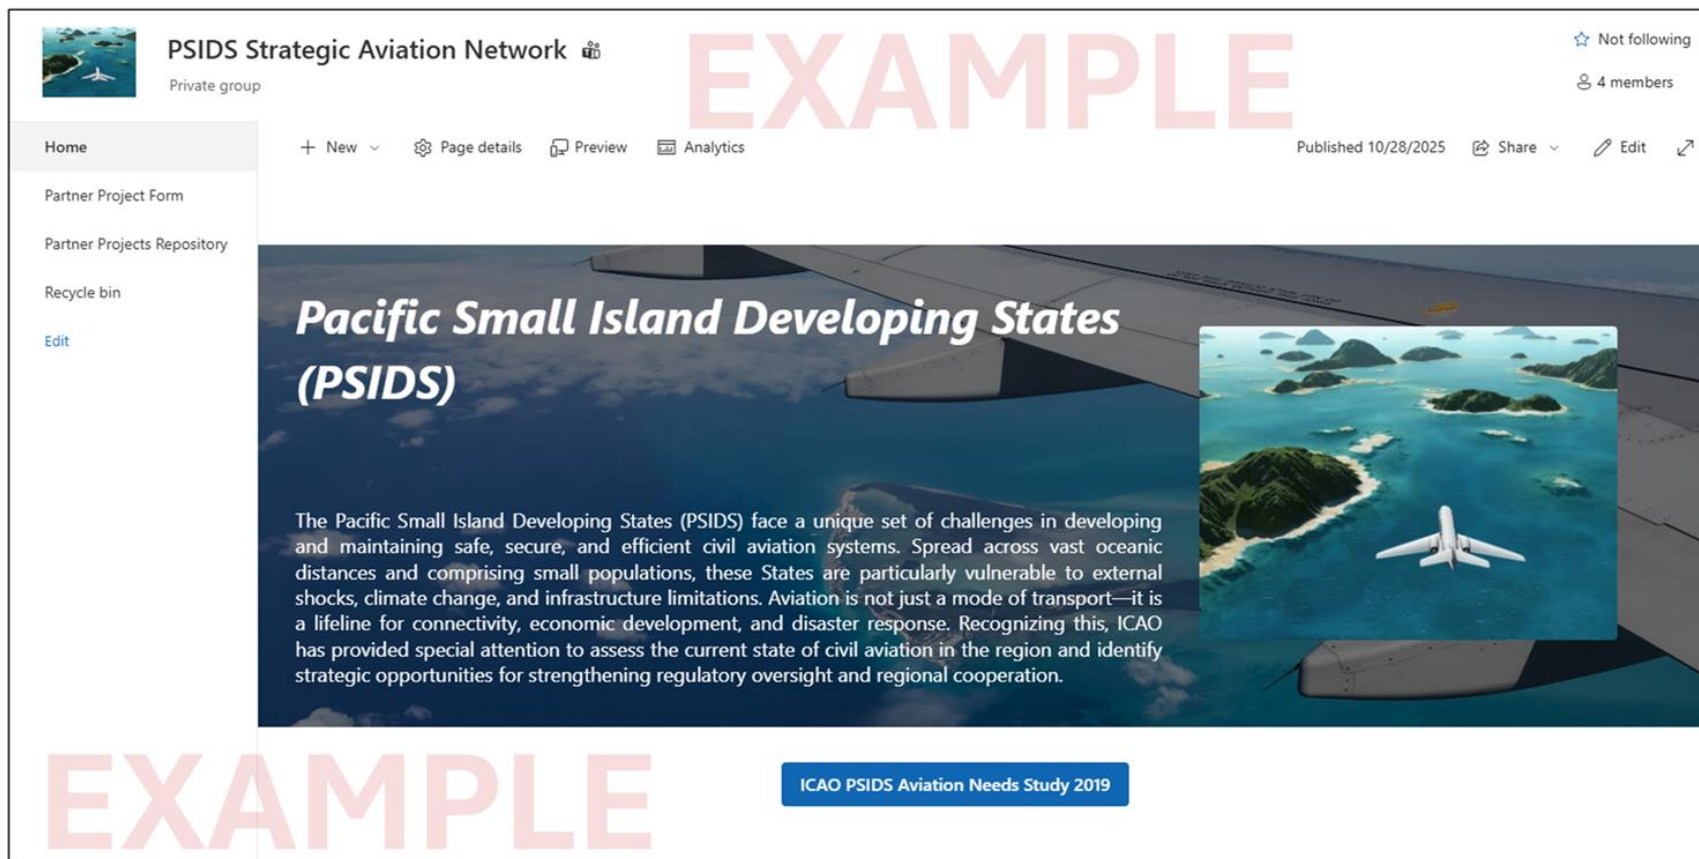 PSIDS Strategic Aviation Network
Private group
EXAMPLE
Not following
4 members
Home
Partner Project Form
Partner Projects Repository
Recycle bin
Edit
New
Page details
Preview
Analytics
Published 10/28/2025
Share
Edit
Pacific Small Island Developing States
(PSIDS)
The Pacific Small Island Developing States (PSIDS) face a unique set of challenges in developing
and maintaining safe, secure, and efficient civil aviation systems. Spread across vast oceanic
distances and comprising small populations, these States are particularly vulnerable to external
shocks, climate change, and infrastructure limitations. Aviation is not just a mode of transport—it is
a lifeline for connectivity, economic development, and disaster response. Recognizing this, ICAO
has provided special attention to assess the current state of civil aviation in the region and identify
strategic opportunities for strengthening regulatory oversight and regional cooperation.
ICAO PSIDS Aviation Needs Study 2019
EXAMPLE